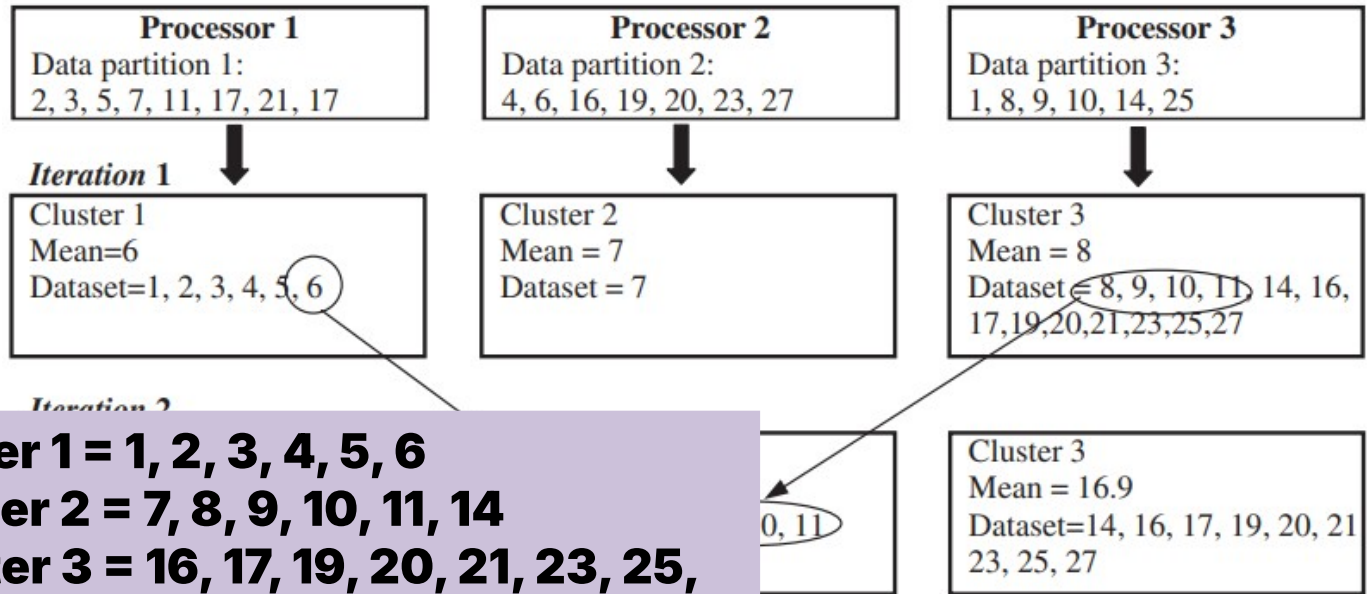 Processor 1
Data partition 1:
2, 3, 5, 7, 11, 17, 21, 17
Processor 2
Data partition 2:
4, 6, 16, 19, 20, 23, 27
Processor 3
Data partition 3:
1, 8, 9, 10, 14, 25
Iteration 1
Cluster 1
Mean=6
Dataset=1, 2, 3, 4, 5, 6
Cluster 2
Mean = 7
Dataset = 7
Cluster 3
Mean = 8
Dataset = 8, 9, 10, 11, 14, 16,
17,19,20,21,23,25,27
Iteration 2
er 1 = 1, 2, 3, 4, 5, 6
er 2 = 7, 8, 9, 10, 11, 14
er 3 = 16, 17, 19, 20, 21, 23, 25,
0, 11
Cluster 3
Mean = 16.9
Dataset=14, 16, 17, 19, 20, 21
23, 25, 27